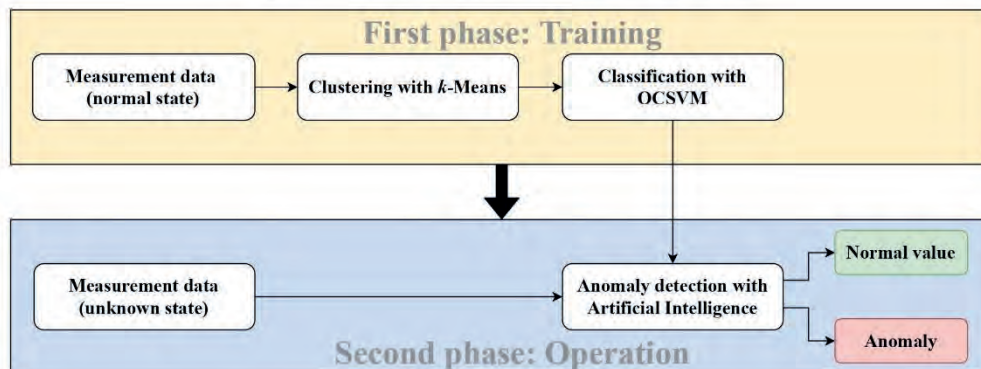 First phase: Training
Measurement data
(normal state)
Clustering with k-Means
Classification with
OCSVM
Measurement data
(unknown state)
Anomaly detection with
Artificial Intelligence
Normal value
Anomaly
Second phase: Operation